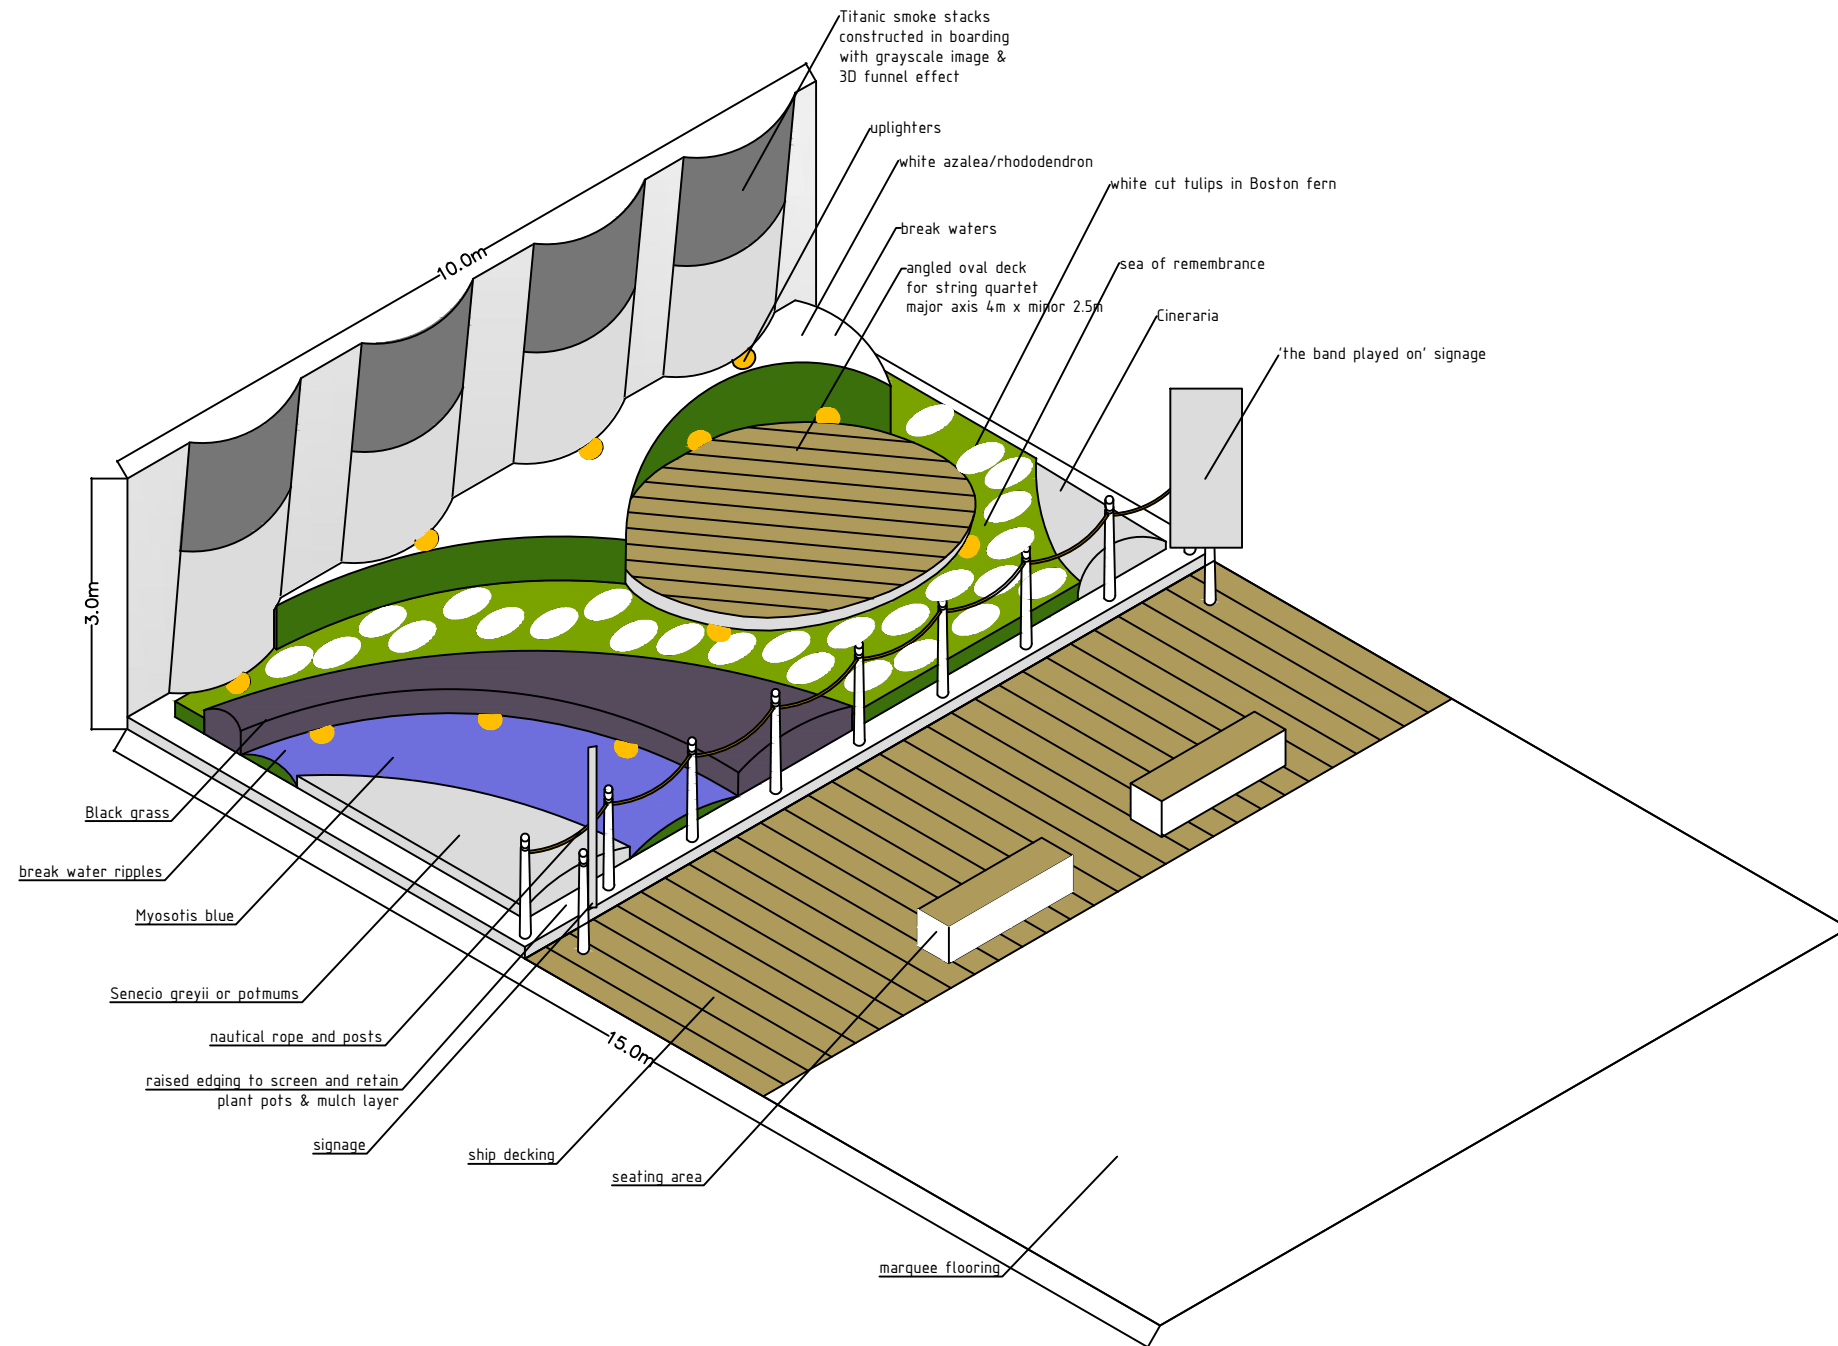 Titanic smoke stacks
constructed in boarding
with grayscale image &
3D funnel effect
uplighters
white azalea/rhododendron
white cut tulips in Boston fern
break waters
sea of remembrance
angled oval deck
for string quartet
major axis 4m x minor 2.5m
Cineraria
'the band played on' signage
10.0m
3.0m
Black grass
break water ripples
Myosotis blue
Senecio greyii or potmums
nautical rope and posts
raised edging to screen and retain
plant pots & mulch layer
signage
ship decking
seating area
15.0m
marquee flooring